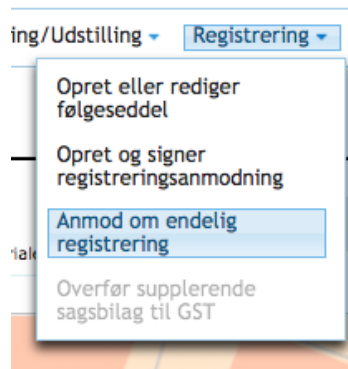 ing/Udstilling Registrering
Opret eller rediger
følgeseddel
Opret og signer
registreringsanmodning
Anmod om endelig
registrering
Overfør supplerende
sagsbilag til GST